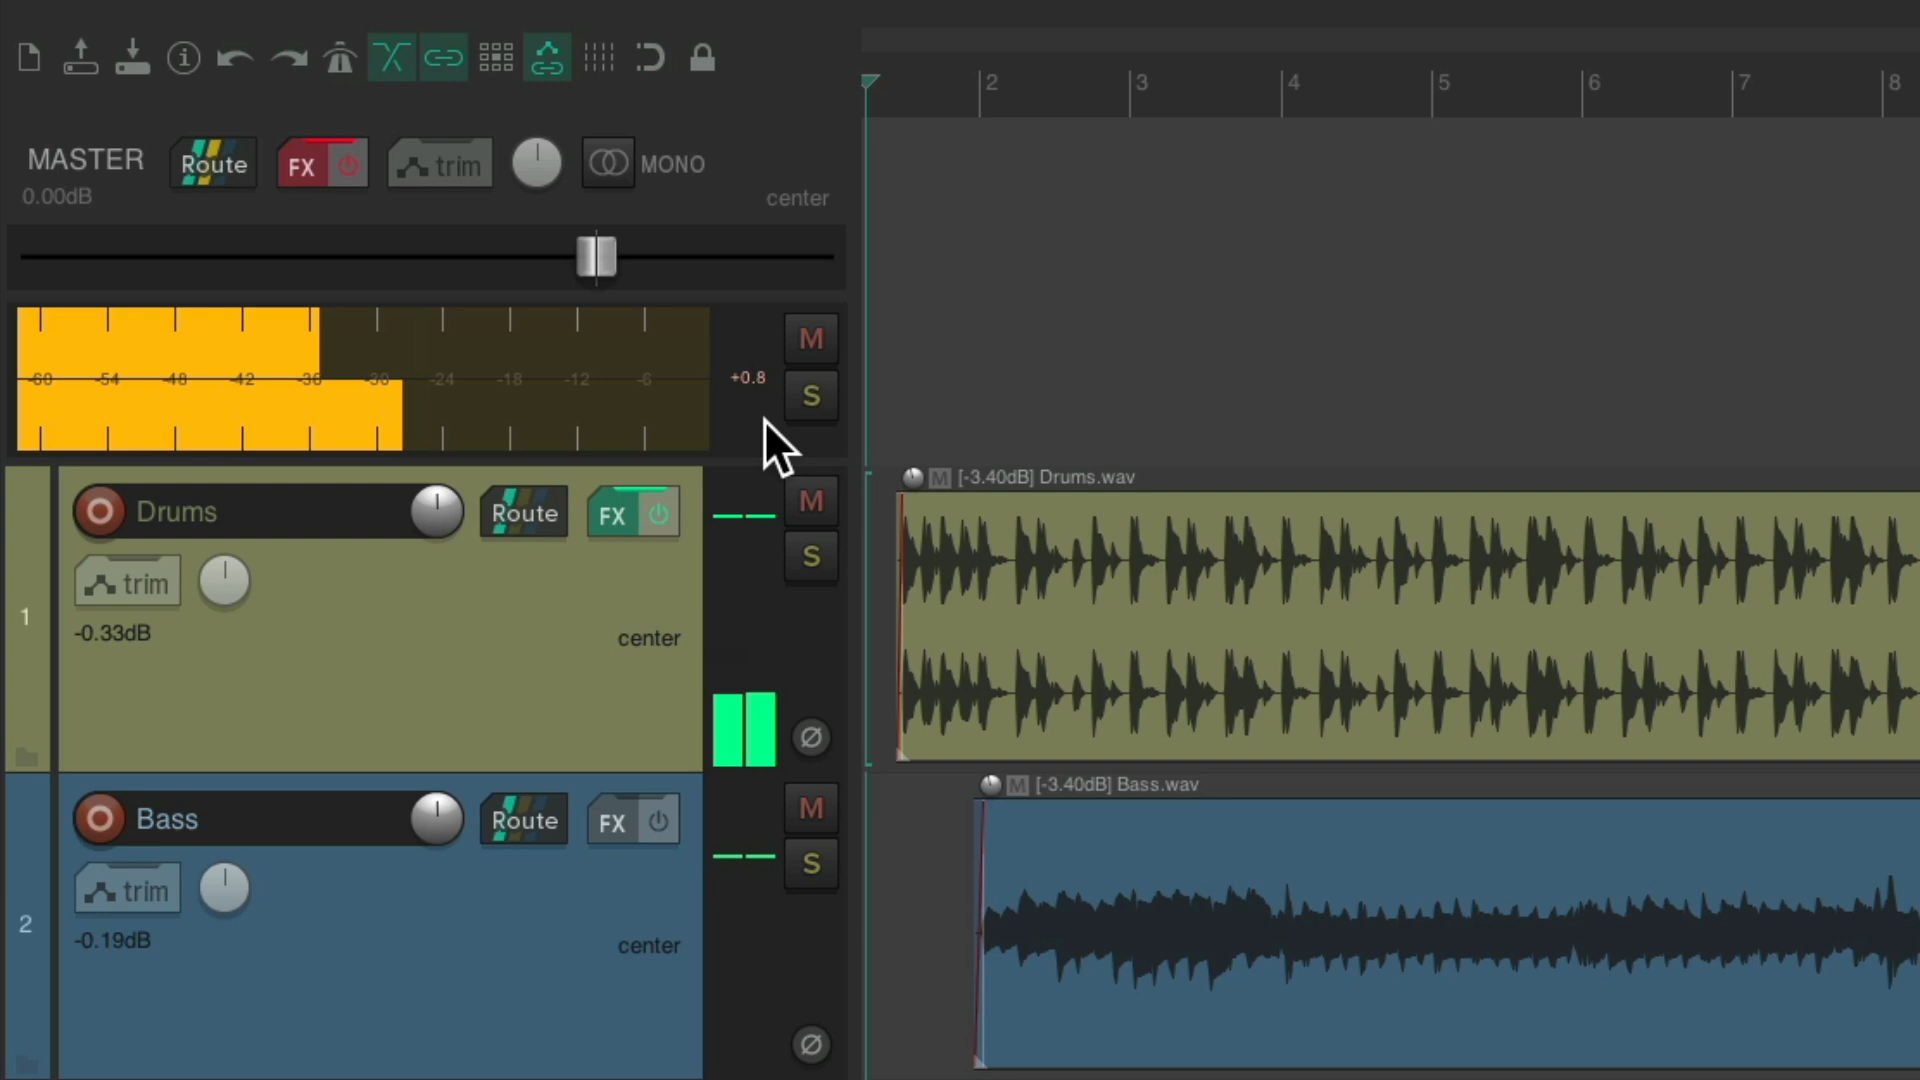 2 3 4 5 6 7 8
MASTER Route FX trim MONO
0.00dB center
M
-60 -54 -48 -42 -36 -30 -24 -18 -12 -6 +0.8
S
M [-3.40dB] Drums.wav
Drums Route FX M
trim S
1
-0.33dB center
Ø
M [-3.40dB] Bass.wav
Bass Route FX M
trim S
2
-0.19dB center
Ø